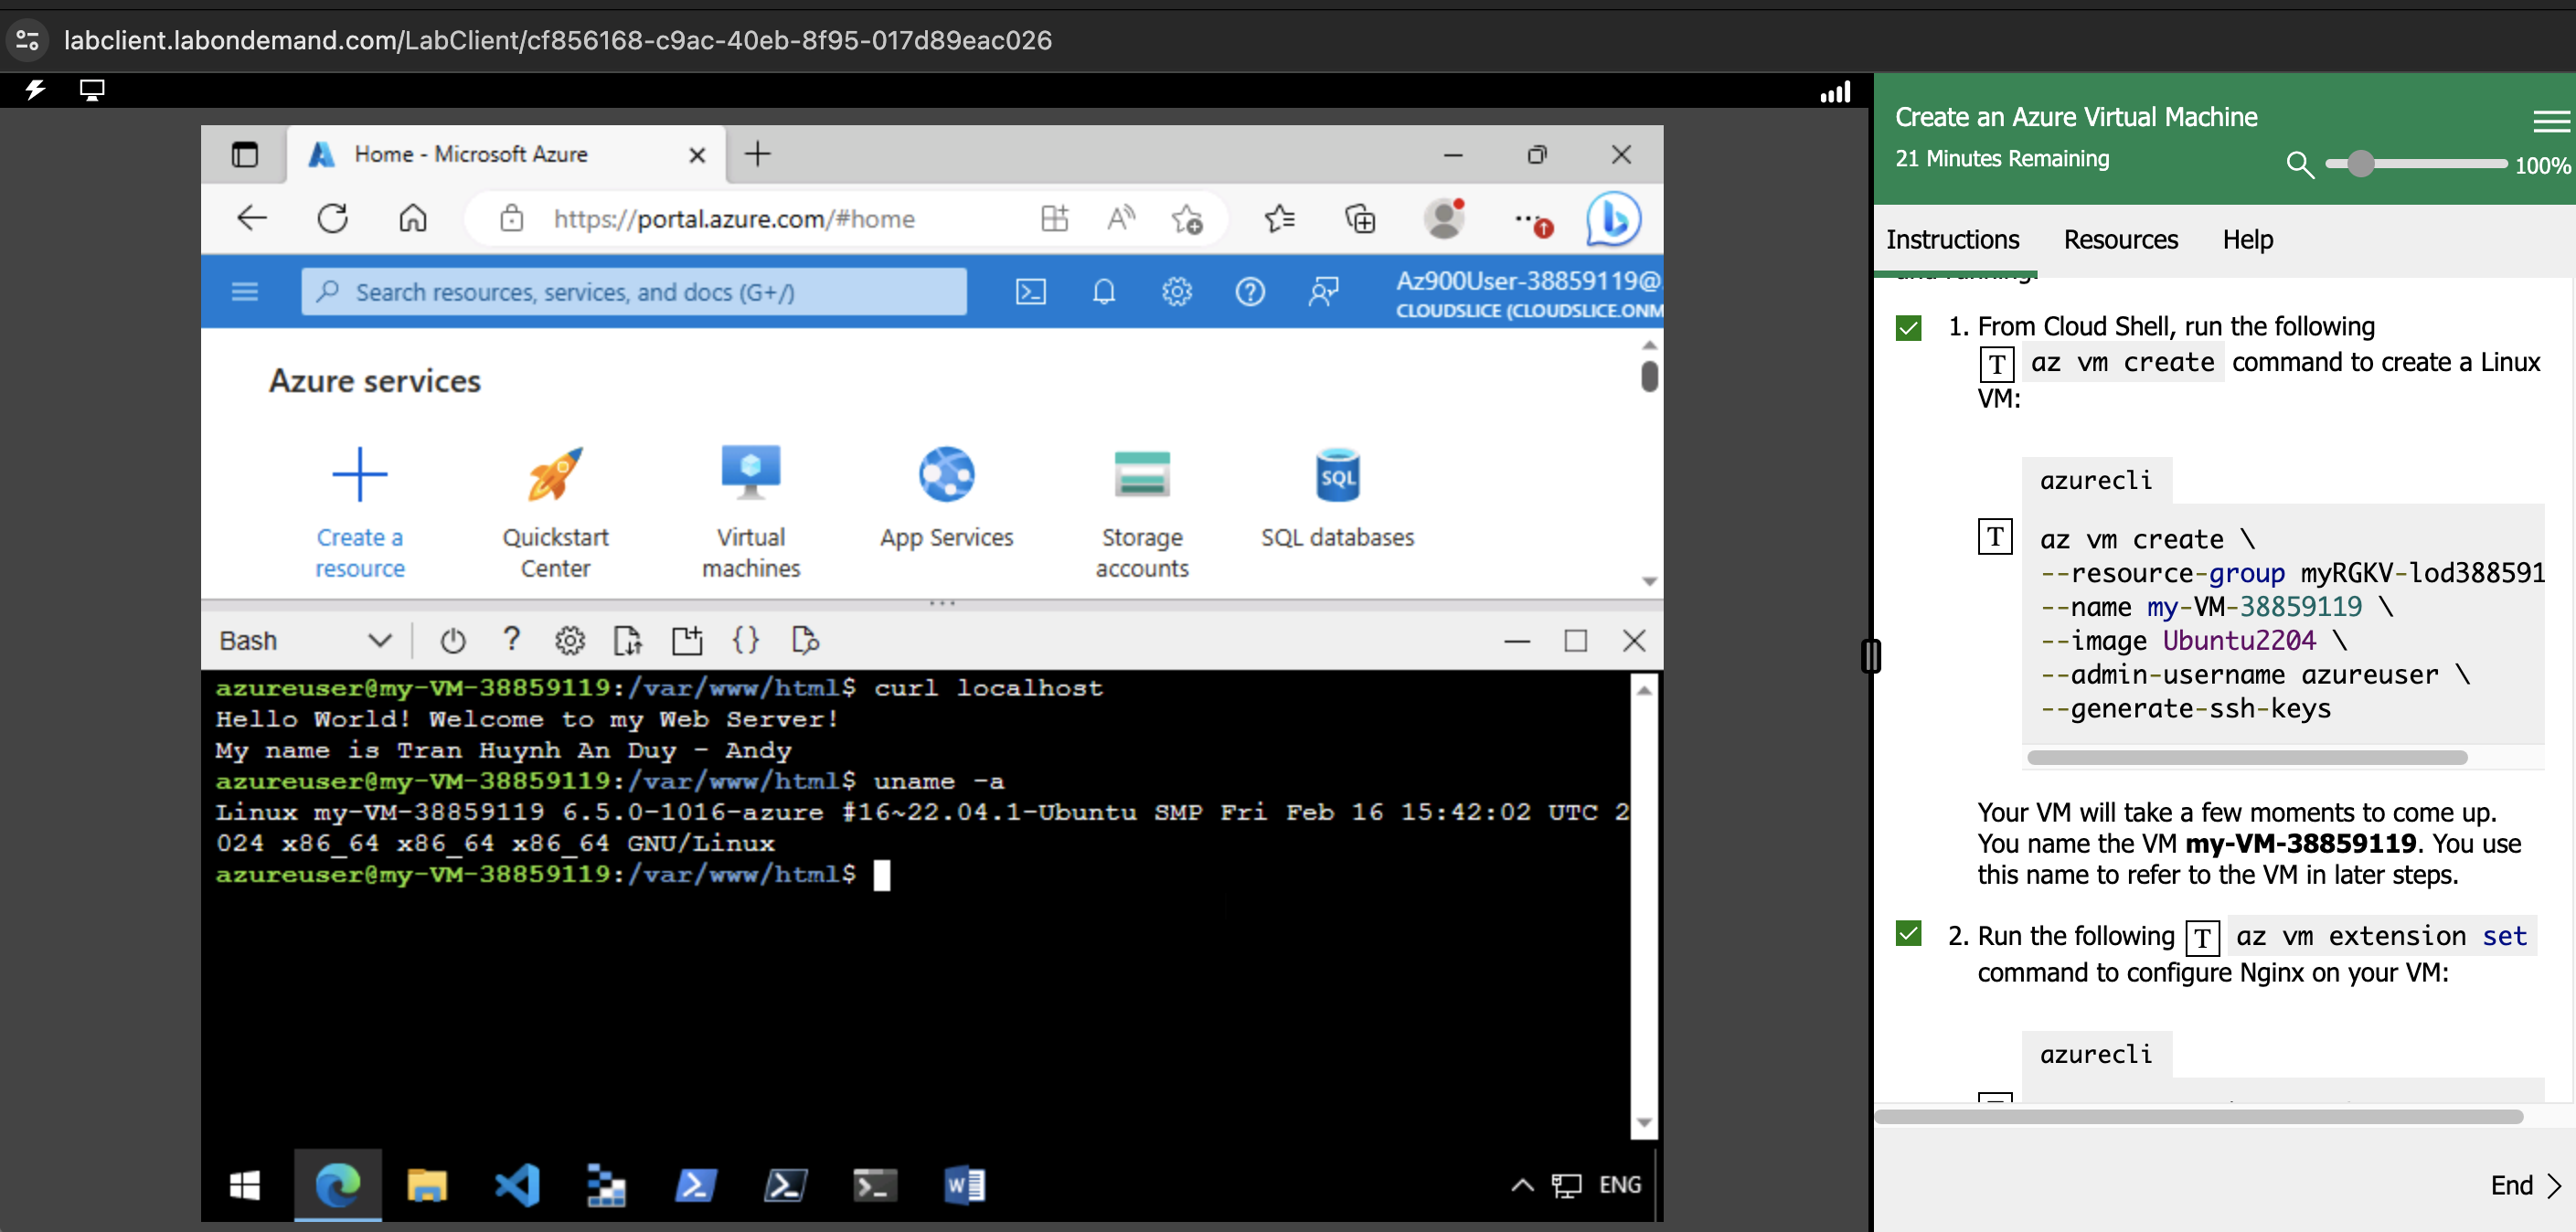 labclient.labondemand.com/LabClient/cf856168-c9ac-40eb-8f95-017d89eac026
Home - Microsoft Azure
https://portal.azure.com/#home
Search resources, services, and docs (G+/)
Az900User-38859119@
CLOUDSLICE (CLOUDSLICE.ONM
Azure services
Create a
resource
Quickstart
Center
Virtual
machines
App Services
Storage
accounts
SQL
SQL databases
Bash
azureuser@my-VM-38859119:/var/www/html$ curl localhost
Hello World! Welcome to my Web Server!
My name is Tran Huynh An Duy - Andy
azureuser@my-VM-38859119:/var/www/html$ uname -a
Linux my-VM-38859119 6.5.0-1016-azure #16~22.04.1-Ubuntu SMP Fri Feb 16 15:42:02 UTC 2
024 x86_64 x86_64 x86_64 GNU/Linux
azureuser@my-VM-38859119:/var/www/html$
ENG
Create an Azure Virtual Machine
21 Minutes Remaining
100%
Instructions Resources Help
and running.
1. From Cloud Shell, run the following
T az vm create command to create a Linux
VM:
azurecli
T
az vm create \
--resource-group myRGKV-lod388591
--name my-VM-38859119 \
--image Ubuntu2204 \
--admin-username azureuser \
--generate-ssh-keys
Your VM will take a few moments to come up.
You name the VM my-VM-38859119. You use
this name to refer to the VM in later steps.
2. Run the following T az vm extension set
command to configure Nginx on your VM:
azurecli
End